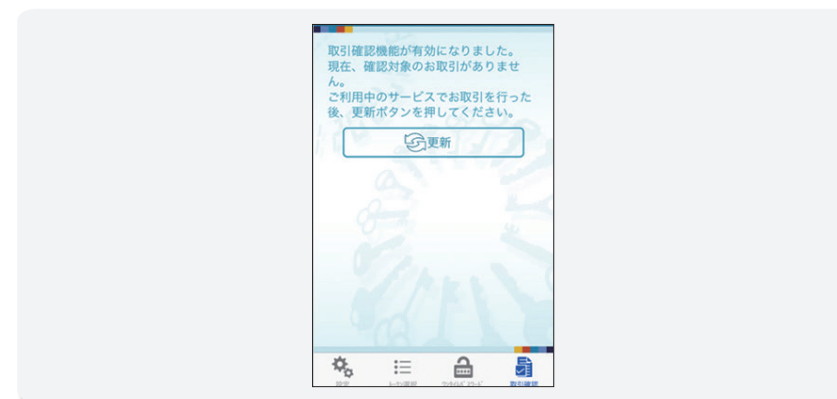 取引確認機能が有効になりました。
現在、確認対象のお取引がありませ
ん。
ご利用中のサービスでお取引を行った
後、更新ボタンを押してください。
更新
取引確認